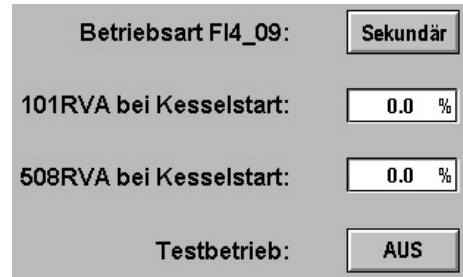 Betriebsart FI4_09: Sekundär
101RVA bei Kesselstart: 0.0 %
508RVA bei Kesselstart: 0.0 %
Testbetrieb: AUS